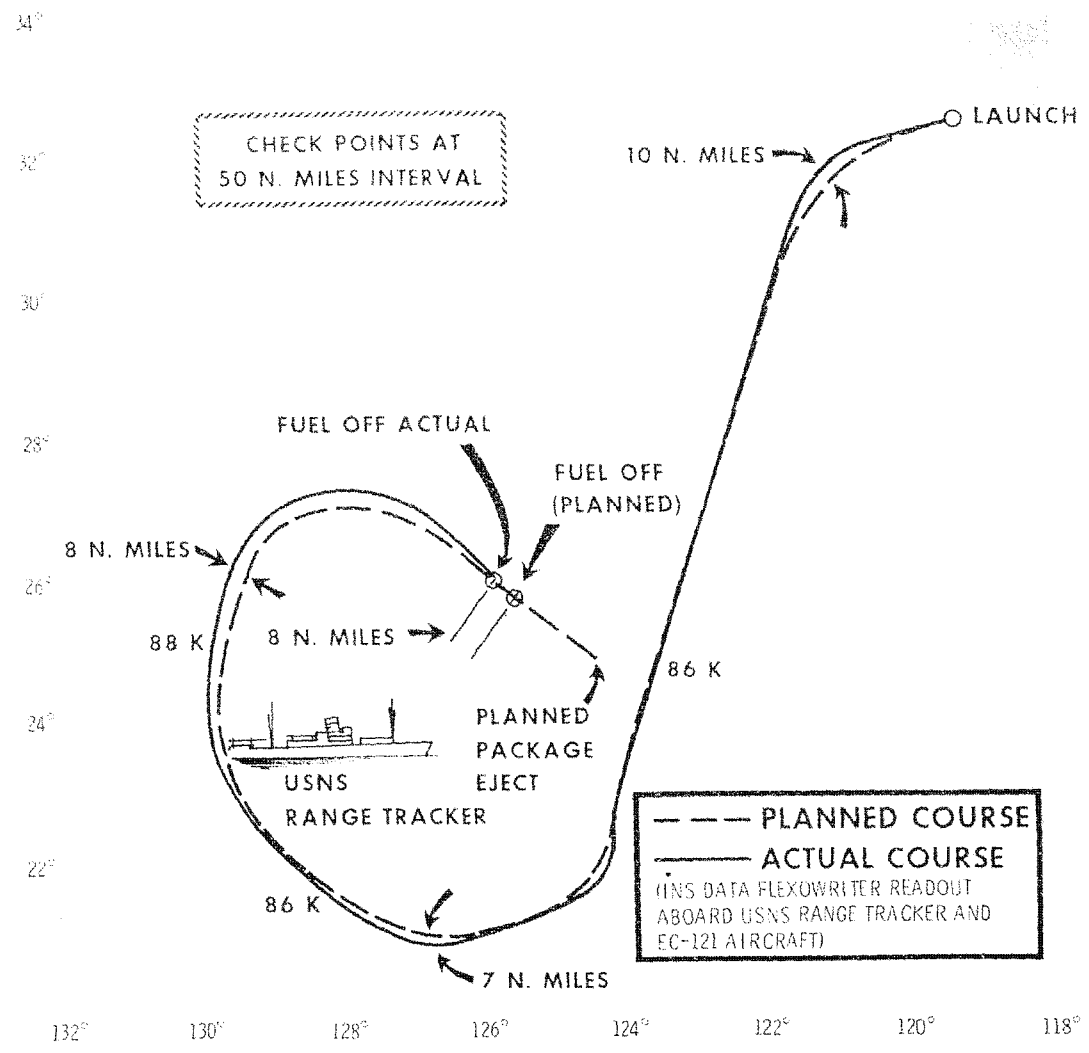 34°
LAUNCH
CHECK POINTS AT
50 N. MILES INTERVAL
10 N. MILES
32°
30°
28°
FUEL OFF ACTUAL
FUEL OFF
(PLANNED)
8 N. MILES
26°
8 N. MILES
88 K
86 K
24°
PLANNED
PACKAGE
EJECT
USNS
RANGE TRACKER
PLANNED COURSE
ACTUAL COURSE
(INS DATA FLEXOWRITER READOUT
ABOARD USNS RANGE TRACKER AND
EC-121 AIRCRAFT)
22°
86 K
7 N. MILES
132° 130° 128° 126° 124° 122° 120° 118°